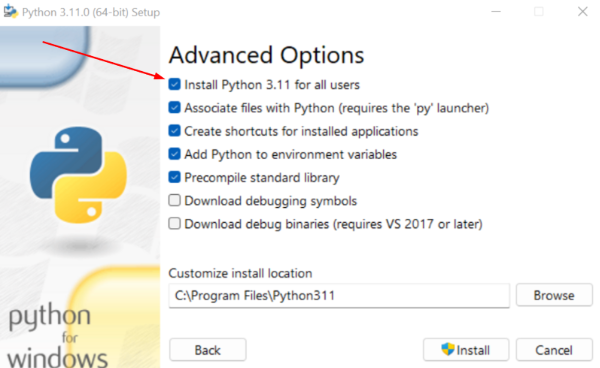 Python 3.11.0 (64-bit) Setup
Advanced Options
Install Python 3.11 for all users
Associate files with Python (requires the 'py' launcher)
Create shortcuts for installed applications
Add Python to environment variables
Precompile standard library
Download debugging symbols
Download debug binaries (requires VS 2017 or later)
Customize install location
C:\Program Files\Python311
Browse
python
for
windows
Back
Install
Cancel